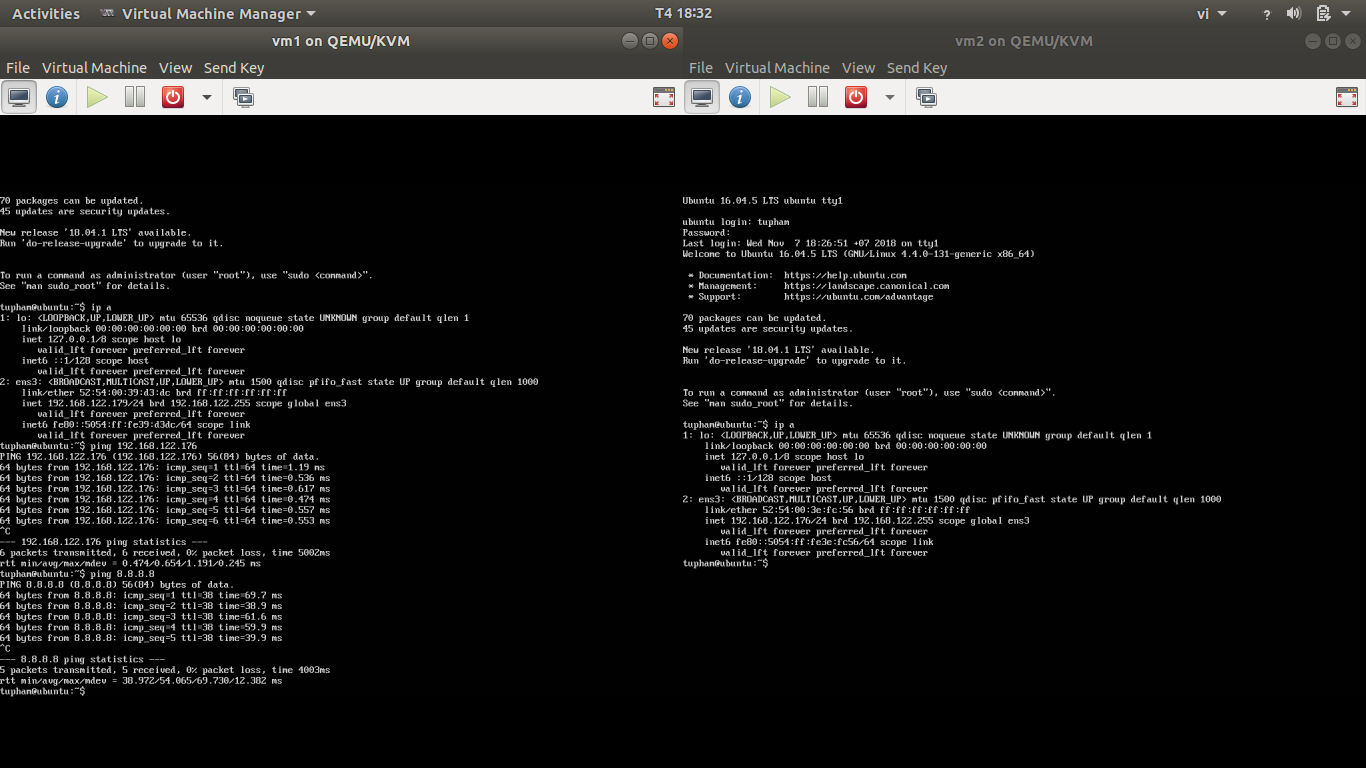 Activities Virtual Machine Manager T4 18:32 vi
vm1 on QEMU/KVM
File Virtual Machine View Send Key
70 packages can be updated.
45 updates are security updates.
New release '18.04.1 LTS' available.
Run 'do-release-upgrade' to upgrade to it.
To run a command as administrator (user "root"), use "sudo <command>".
See "man sudo_root" for details.
tupham@ubuntu:~$ ip a
1: lo: <LOOPBACK,UP,LOWER_UP> mtu 65536 qdisc noqueue state UNKNOWN group default qlen 1
link/loopback 00:00:00:00:00:00 brd 00:00:00:00:00:00
inet 127.0.0.1/8 scope host lo
valid_lft forever preferred_lft forever
inet6 ::1/128 scope host
valid_lft forever preferred_lft forever
2: ens3: <BROADCAST,MULTICAST,UP,LOWER_UP> mtu 1500 qdisc pfifo_fast state UP group default qlen 1000
link/ether 52:54:00:39:d3:dc brd ff:ff:ff:ff:ff:ff
inet 192.168.122.179/24 brd 192.168.122.255 scope global ens3
valid_lft forever preferred_lft forever
inet6 fe80::5054:ff:fe39:d3dc/64 scope link
valid_lft forever preferred_lft forever
tupham@ubuntu:~$ ping 192.168.122.176
PING 192.168.122.176 (192.168.122.176) 56(84) bytes of data.
64 bytes from 192.168.122.176: icmp_seq=1 ttl=64 time=1.19 ms
64 bytes from 192.168.122.176: icmp_seq=2 ttl=64 time=0.536 ms
64 bytes from 192.168.122.176: icmp_seq=3 ttl=64 time=0.617 ms
64 bytes from 192.168.122.176: icmp_seq=4 ttl=64 time=0.474 ms
64 bytes from 192.168.122.176: icmp_seq=5 ttl=64 time=0.557 ms
64 bytes from 192.168.122.176: icmp_seq=6 ttl=64 time=0.553 ms
^C
--- 192.168.122.176 ping statistics ---
6 packets transmitted, 6 received, 0% packet loss, time 5002ms
rtt min/avg/max/mdev = 0.474/0.654/1.191/0.245 ms
tupham@ubuntu:~$ ping 8.8.8.8
PING 8.8.8.8 (8.8.8.8) 56(84) bytes of data.
64 bytes from 8.8.8.8: icmp_seq=1 ttl=38 time=69.7 ms
64 bytes from 8.8.8.8: icmp_seq=2 ttl=38 time=38.9 ms
64 bytes from 8.8.8.8: icmp_seq=3 ttl=38 time=61.6 ms
64 bytes from 8.8.8.8: icmp_seq=4 ttl=38 time=59.9 ms
64 bytes from 8.8.8.8: icmp_seq=5 ttl=38 time=39.9 ms
^C
--- 8.8.8.8 ping statistics ---
5 packets transmitted, 5 received, 0% packet loss, time 4003ms
rtt min/avg/max/mdev = 38.972/54.065/69.730/12.382 ms
tupham@ubuntu:~$
vm2 on QEMU/KVM
File Virtual Machine View Send Key
Ubuntu 16.04.5 LTS ubuntu tty1
ubuntu login: tupham
Password:
Last login: Wed Nov  7 18:26:51 +07 2018 on tty1
Welcome to Ubuntu 16.04.5 LTS (GNU/Linux 4.4.0-131-generic x86_64)
* Documentation:  https://help.ubuntu.com
* Management:     https://landscape.canonical.com
* Support:        https://ubuntu.com/advantage
70 packages can be updated.
45 updates are security updates.
New release '18.04.1 LTS' available.
Run 'do-release-upgrade' to upgrade to it.
To run a command as administrator (user "root"), use "sudo <command>".
See "man sudo_root" for details.
tupham@ubuntu:~$ ip a
1: lo: <LOOPBACK,UP,LOWER_UP> mtu 65536 qdisc noqueue state UNKNOWN group default qlen 1
link/loopback 00:00:00:00:00:00 brd 00:00:00:00:00:00
inet 127.0.0.1/8 scope host lo
valid_lft forever preferred_lft forever
inet6 ::1/128 scope host
valid_lft forever preferred_lft forever
2: ens3: <BROADCAST,MULTICAST,UP,LOWER_UP> mtu 1500 qdisc pfifo_fast state UP group default qlen 1000
link/ether 52:54:00:3e:fc:56 brd ff:ff:ff:ff:ff:ff
inet 192.168.122.176/24 brd 192.168.122.255 scope global ens3
valid_lft forever preferred_lft forever
inet6 fe80::5054:ff:fe3e:fc56/64 scope link
valid_lft forever preferred_lft forever
tupham@ubuntu:~$